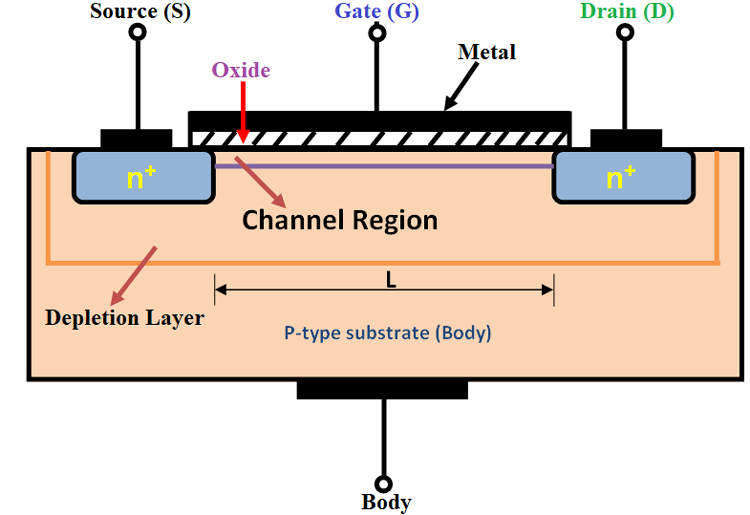 Source (S)
Gate (G)
Drain (D)
Metal
Oxide
n+
n+
Channel Region
L
Depletion Layer
P-type substrate (Body)
Body